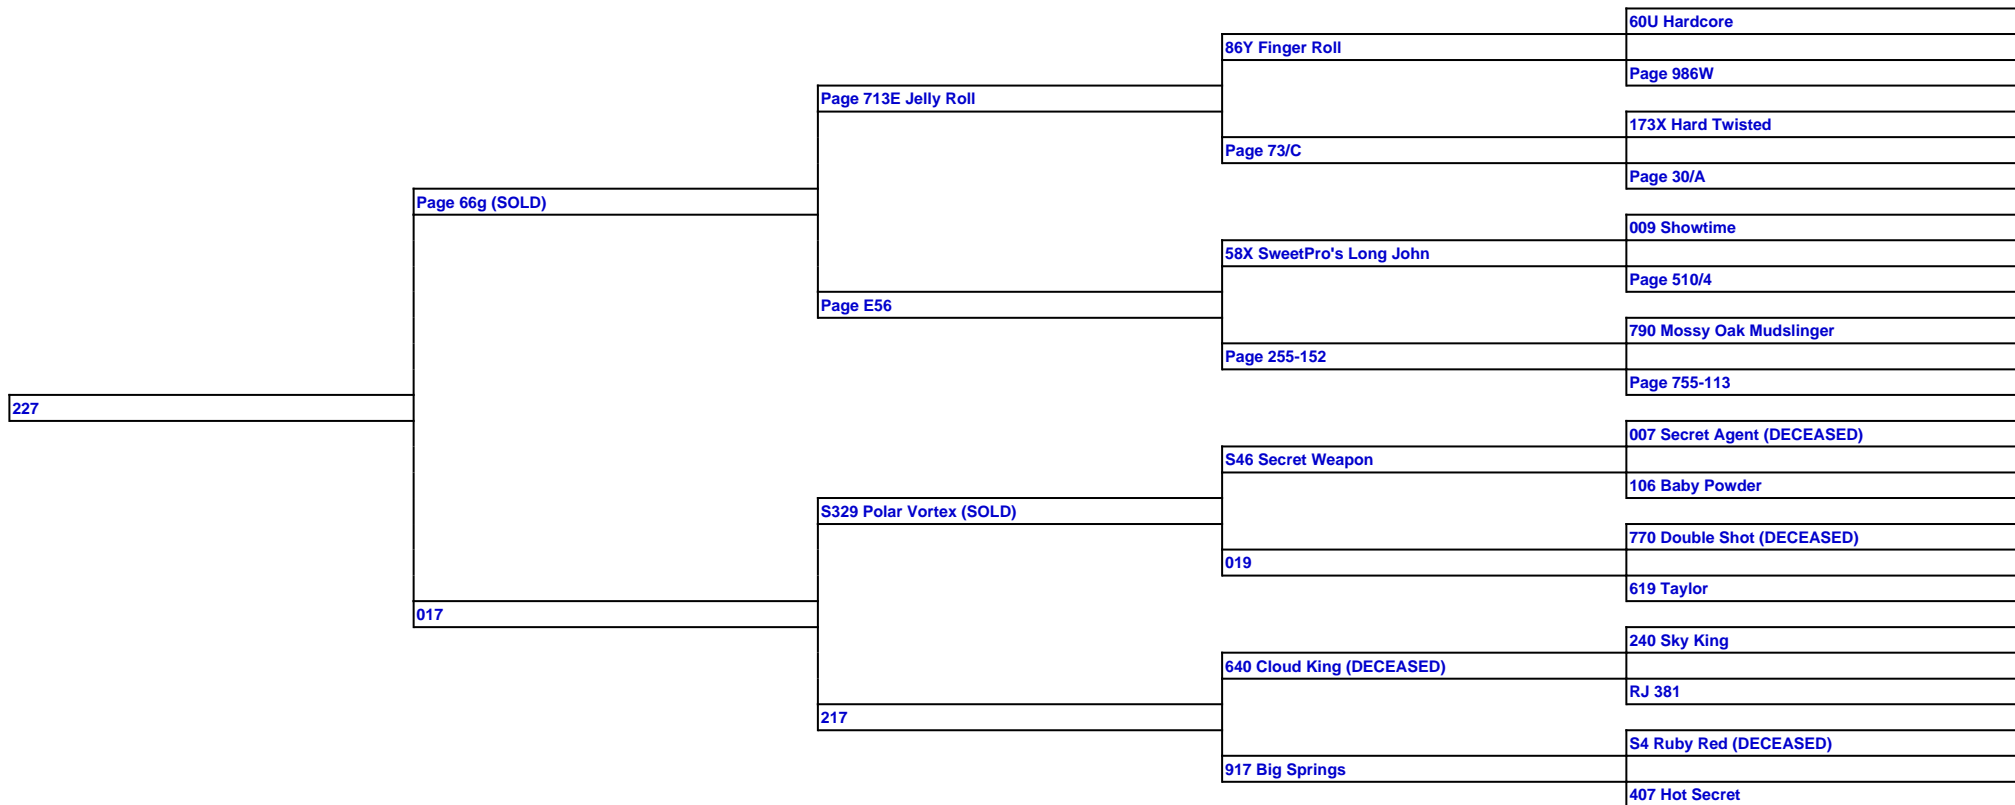 60U Hardcore
86Y Finger Roll
Page 986W
Page 713E Jelly Roll
173X Hard Twisted
Page 73/C
Page 30/A
Page 66g (SOLD)
009 Showtime
58X SweetPro's Long John
Page 510/4
Page E56
790 Mossy Oak Mudslinger
Page 255-152
Page 755-113
227
007 Secret Agent (DECEASED)
S46 Secret Weapon
106 Baby Powder
S329 Polar Vortex (SOLD)
770 Double Shot (DECEASED)
019
619 Taylor
017
240 Sky King
640 Cloud King (DECEASED)
RJ 381
217
S4 Ruby Red (DECEASED)
917 Big Springs
407 Hot Secret